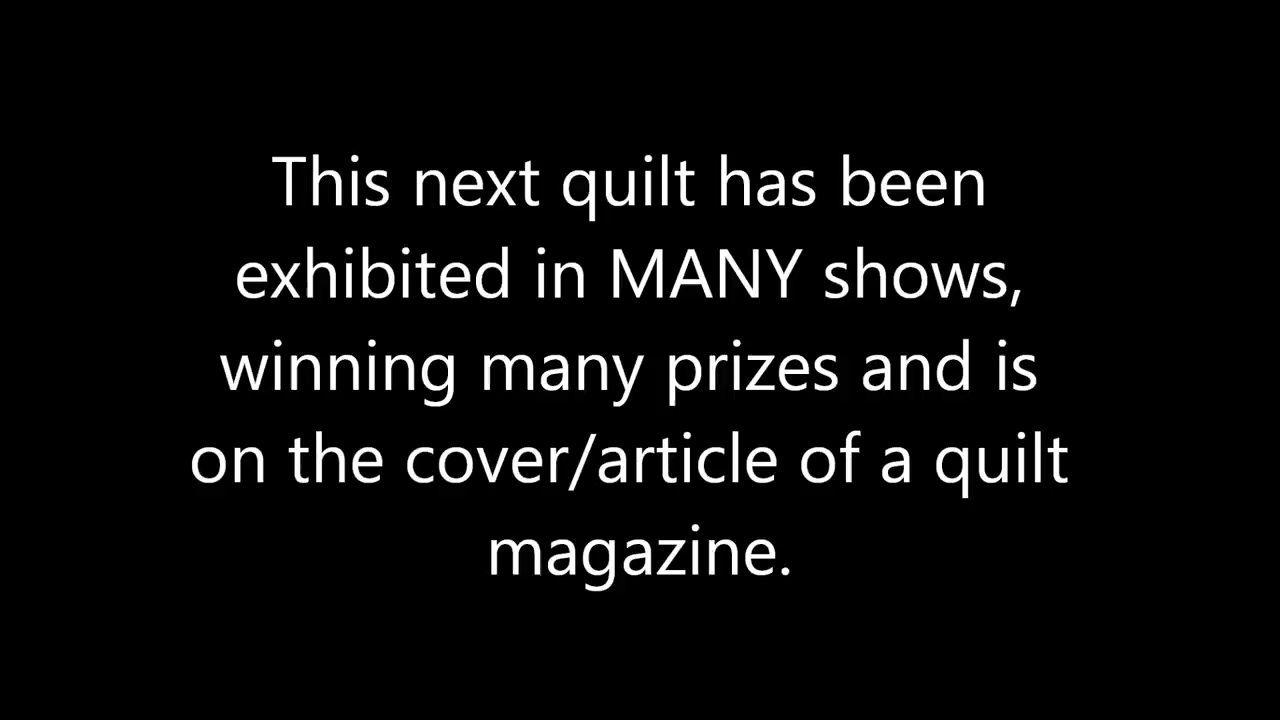 This next quilt has been
exhibited in MANY shows,
winning many prizes and is
on the cover/article of a quilt
magazine.